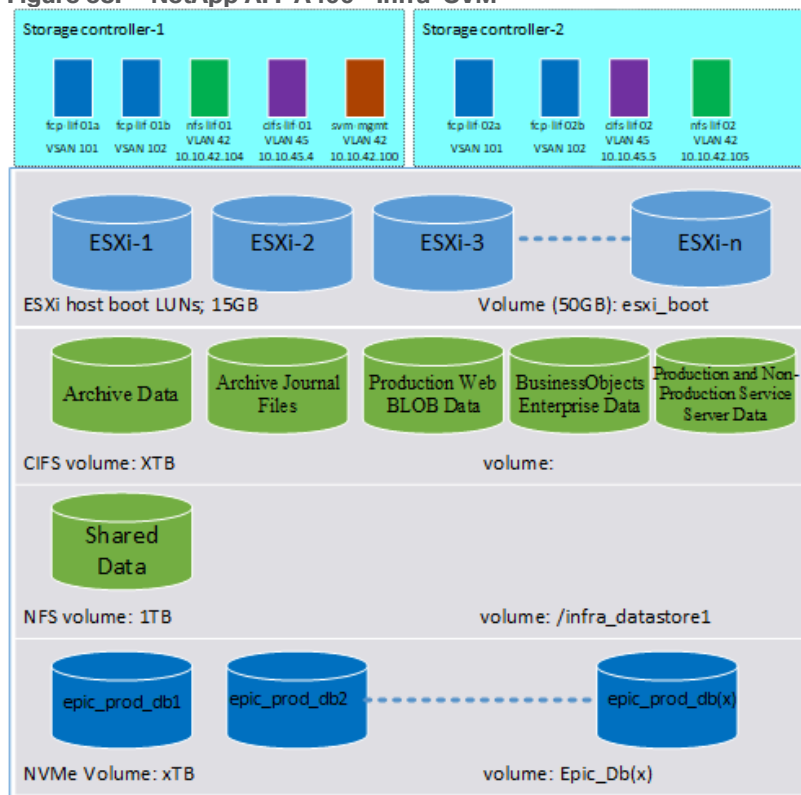 Storage controller-1
Storage controller-2
fcp-lif-01a
VSAN 101
fcp-lif-01b
VSAN 102
nfs-lif-01
VLAN 42
10.10.42.104
cifs-lif-01
VLAN 45
10.10.45.4
svm-mgmt
VLAN 42
10.10.42.100
fcp-lif-02a
VSAN 101
fcp-lif-02b
VSAN 102
cifs-lif-02
VLAN 45
10.10.45.5
nfs-lif-02
VLAN 42
10.10.42.105
ESXi-1
ESXi-2
ESXi-3
ESXi-n
ESXi host boot LUNs; 15GB
Volume (50GB): esxi_boot
Archive Data
Archive Journal
Files
Production Web
BLOB Data
BusinessObjects
Enterprise Data
Production and Non-
Production Service
Server Data
CIFS volume: XTB
volume:
Shared
Data
NFS volume: 1TB
volume: /infra_datastore1
epic_prod_db1
epic_prod_db2
epic_prod_db(x)
NVMe Volume: xTB
volume: Epic_Db(x)